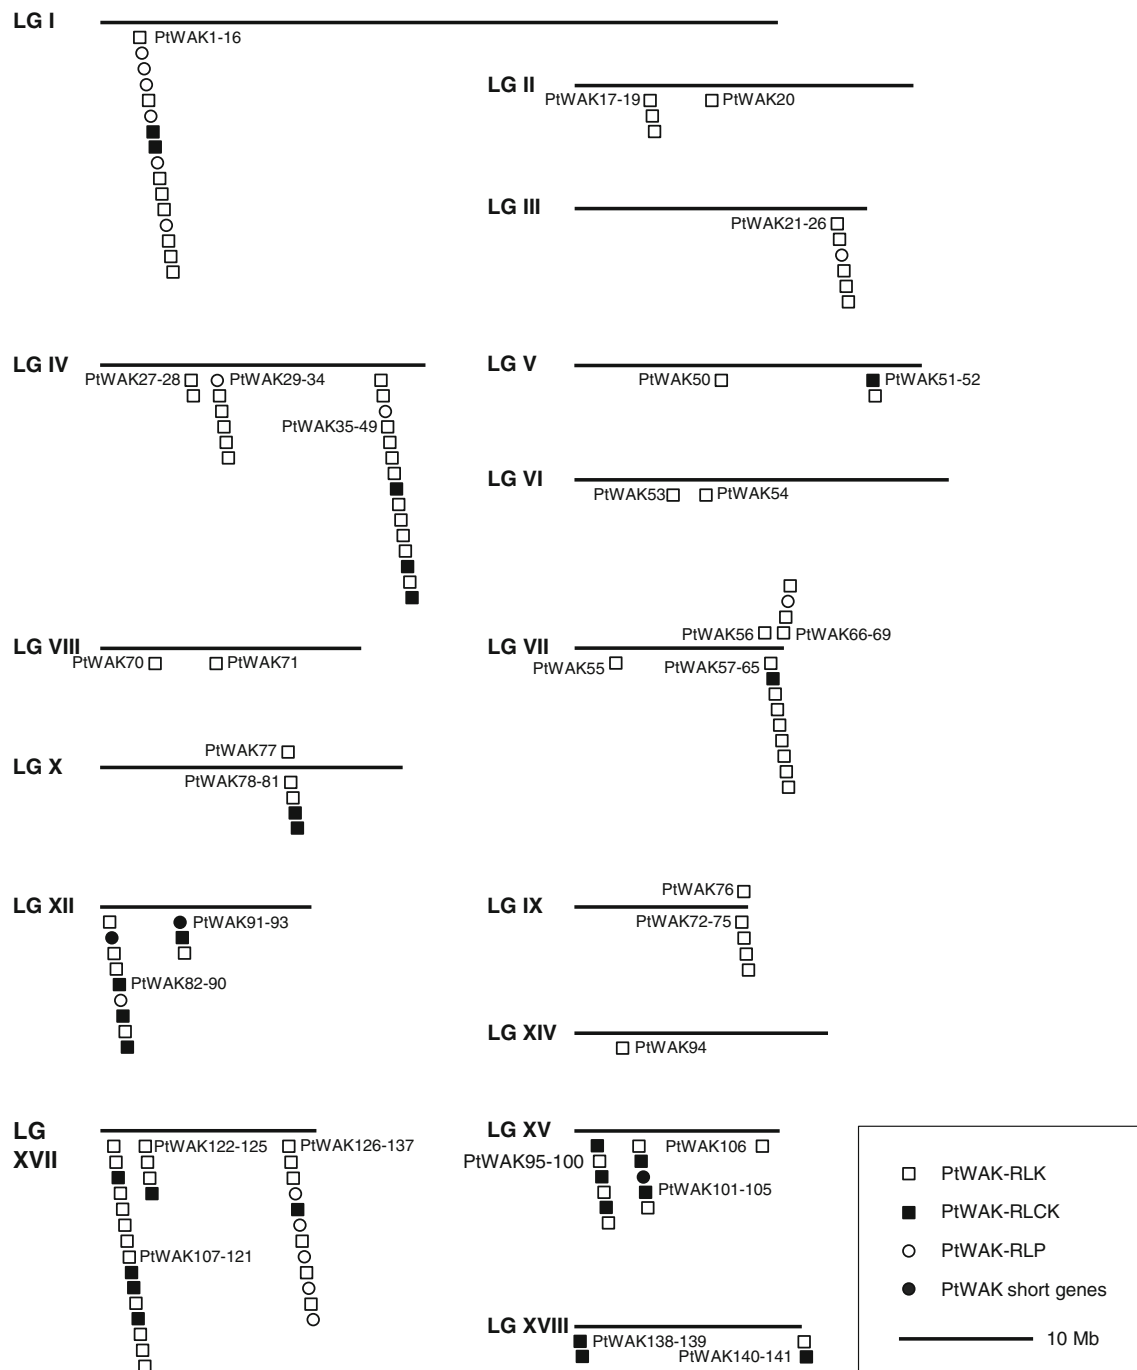 LG I
PtWAK1-16
LG II
PtWAK17-19
PtWAK20
LG III
PtWAK21-26
LG IV
PtWAK27-28
PtWAK29-34
PtWAK35-49
LG V
PtWAK50
PtWAK51-52
LG VI
PtWAK53
PtWAK54
LG VIII
PtWAK70
PtWAK71
LG VII
PtWAK56
PtWAK66-69
PtWAK55
PtWAK57-65
LG X
PtWAK77
PtWAK78-81
LG XII
PtWAK91-93
PtWAK82-90
LG IX
PtWAK76
PtWAK72-75
LG XIV
PtWAK94
LG
XVII
PtWAK122-125
PtWAK126-137
PtWAK107-121
LG XV
PtWAK106
PtWAK95-100
PtWAK101-105
LG XVIII
PtWAK138-139
PtWAK140-141
PtWAK-RLK
PtWAK-RLCK
PtWAK-RLP
PtWAK short genes
10 Mb